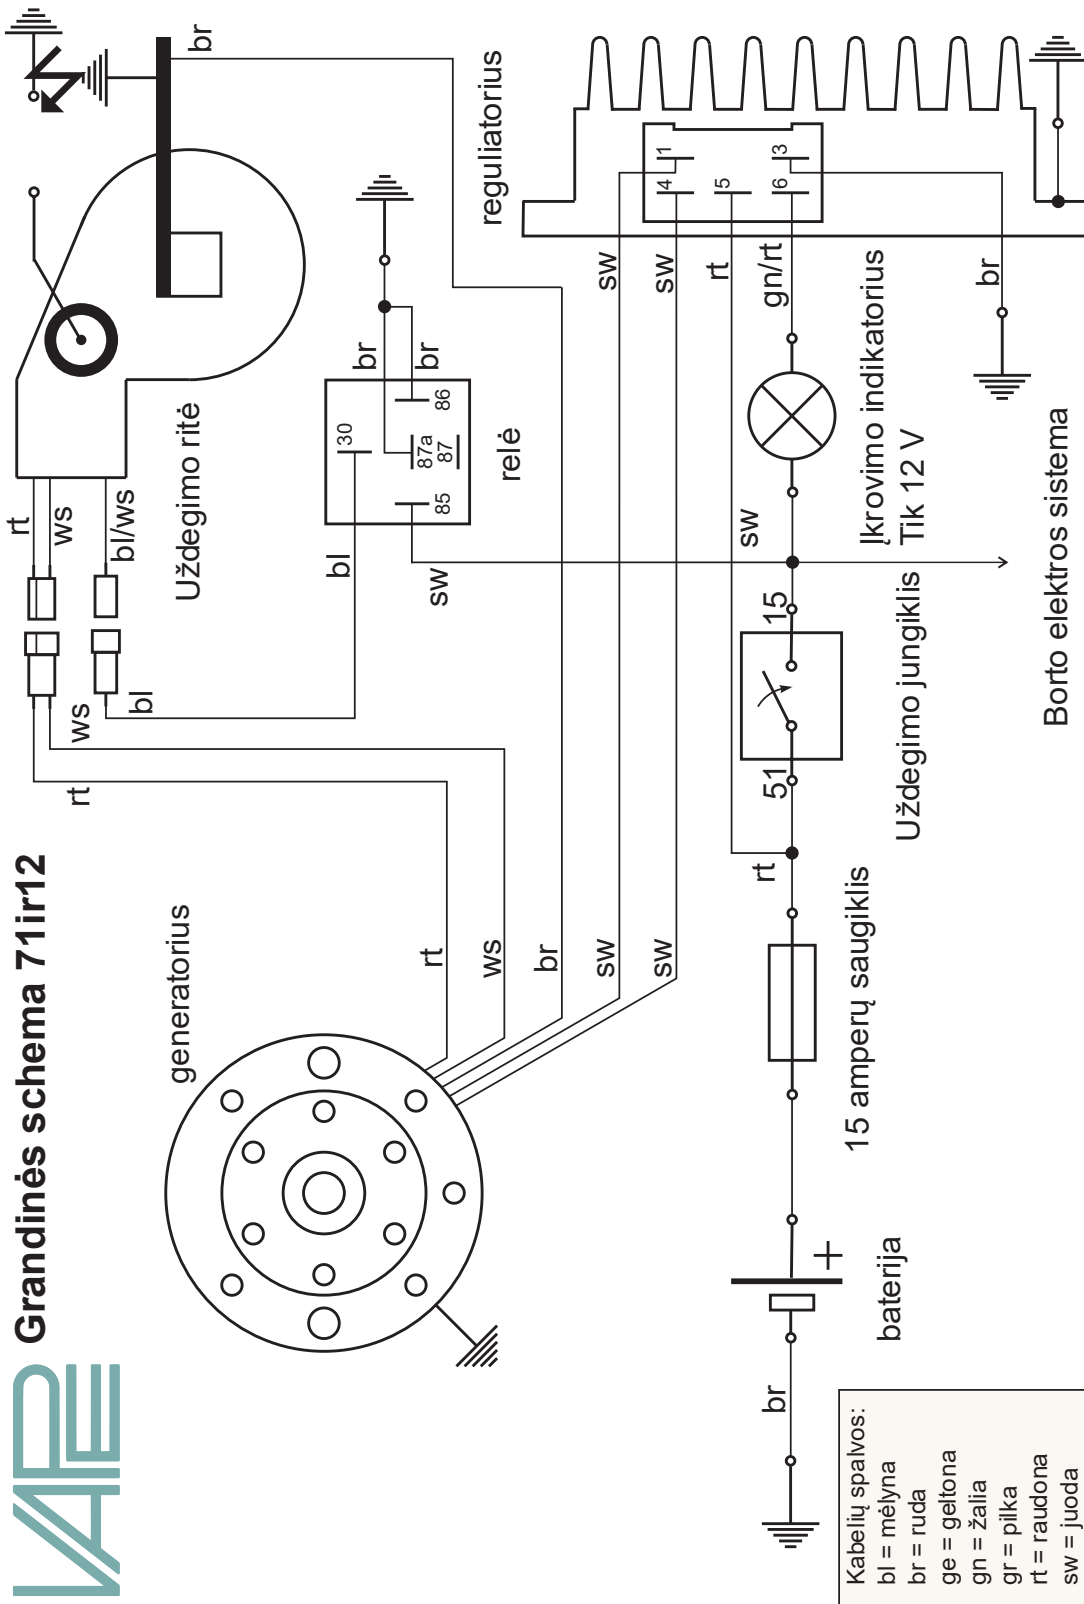 VAPE
Grandinės schema 71ir12
generatorius
rt
ws
br
sw
sw
rt
ws
bl
rt
ws
bl/ws
Uždegimo ritė
br
bl
sw
30
85
87a
87
86
relė
br
br
reguliatorius
1
4
5
3
6
sw
sw
rt
gn/rt
br
Įkrovimo indikatorius
Tik 12 V
sw
15
51
Uždegimo jungiklis
Borto elektros sistema
rt
15 amperų saugiklis
+
baterija
br
Kabelių spalvos:
bl = mėlyna
br = ruda
ge = geltona
gn = žalia
gr = pilka
rt = raudona
sw = juoda